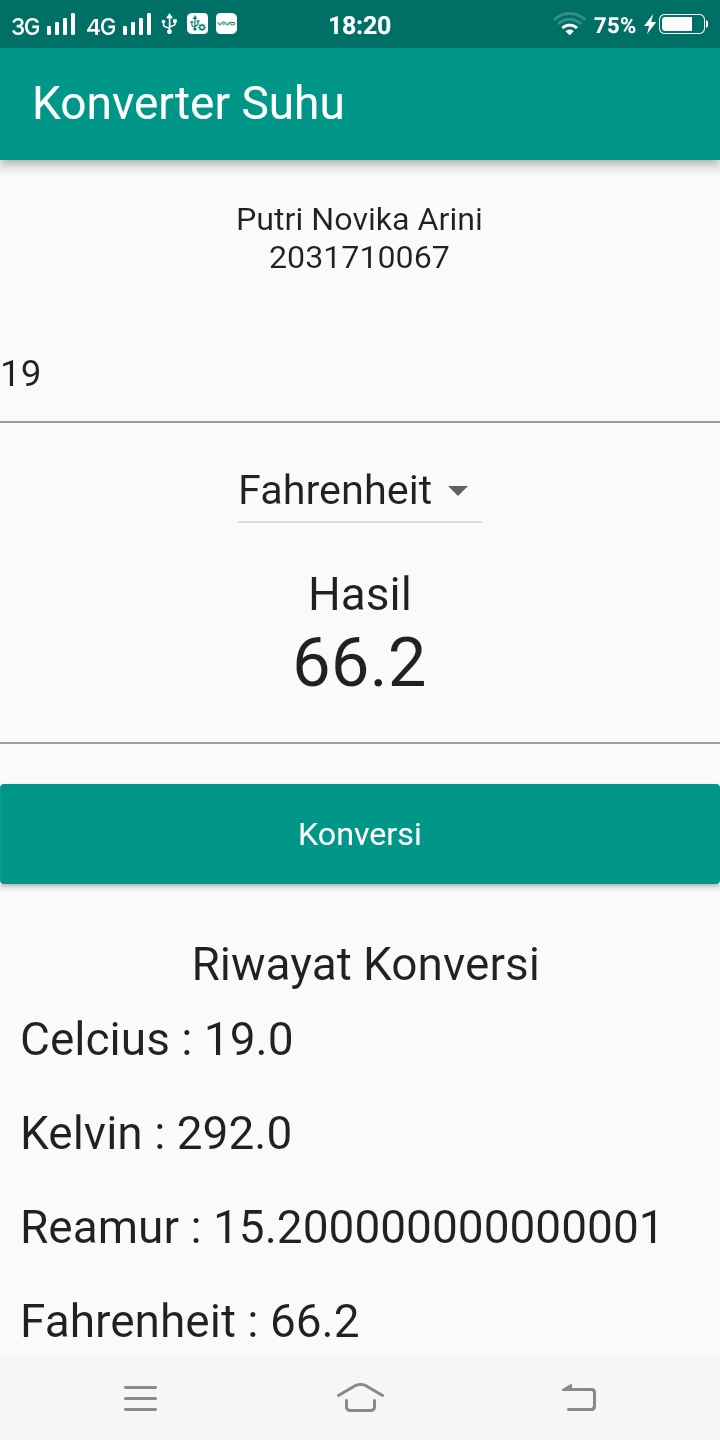 3G 4G vivo 18:20 75%
Konverter Suhu
Putri Novika Arini
2031710067
19
Fahrenheit
Hasil
66.2
Konversi
Riwayat Konversi
Celcius : 19.0
Kelvin : 292.0
Reamur : 15.200000000000001
Fahrenheit : 66.2